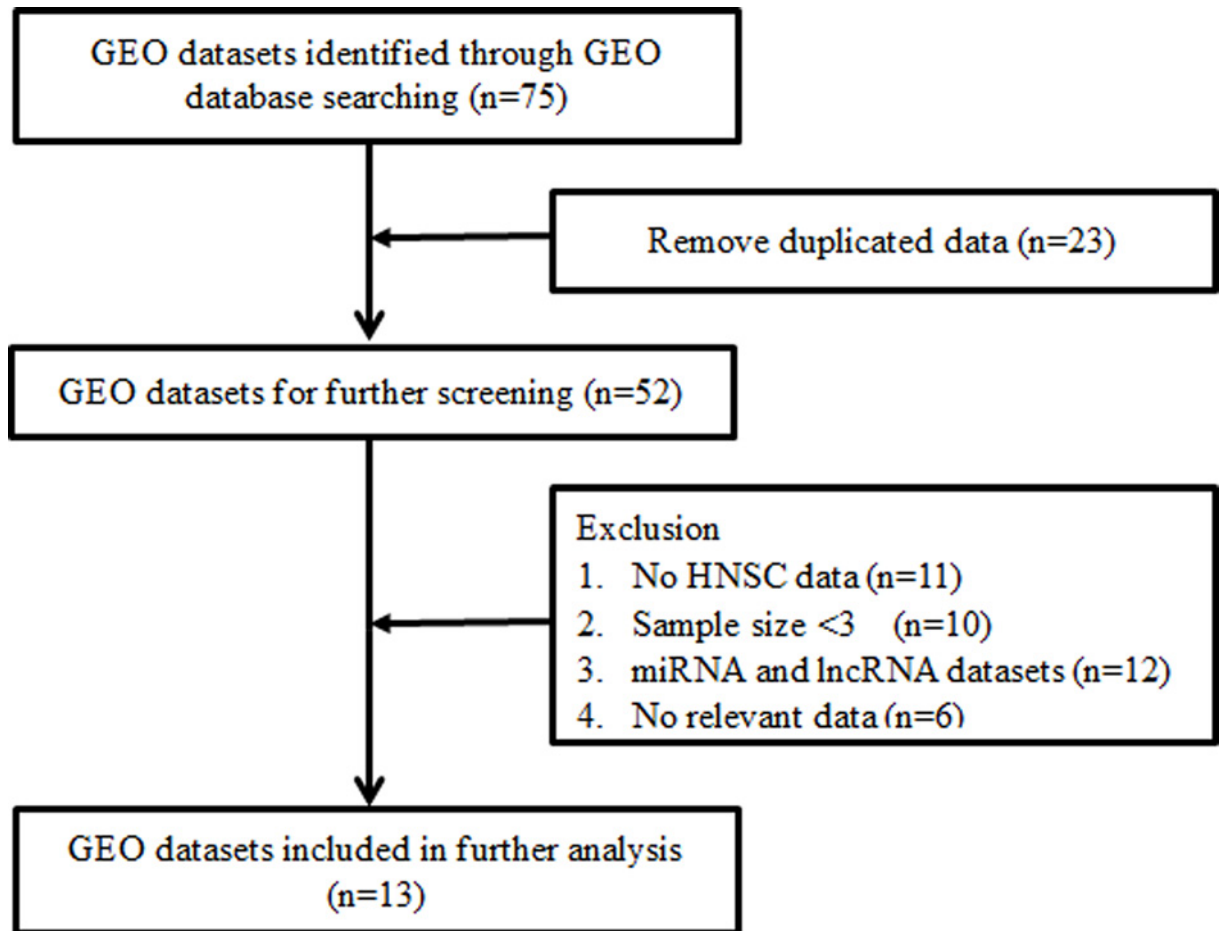 GEO datasets identified through GEO
database searching (n=75)
Remove duplicated data (n=23)
GEO datasets for further screening (n=52)
Exclusion
1. No HNSC data (n=11)
2. Sample size <3 (n=10)
3. miRNA and lncRNA datasets (n=12)
4. No relevant data (n=6)
GEO datasets included in further analysis
(n=13)